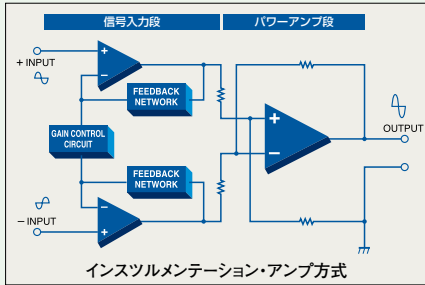 信号入力段
パワーアンプ段
+ INPUT
+
−
FEEDBACK
NETWORK
GAIN CONTROL
CIRCUIT
FEEDBACK
NETWORK
−
+
− INPUT
+
−
OUTPUT
インスツルメンテーション・アンプ方式